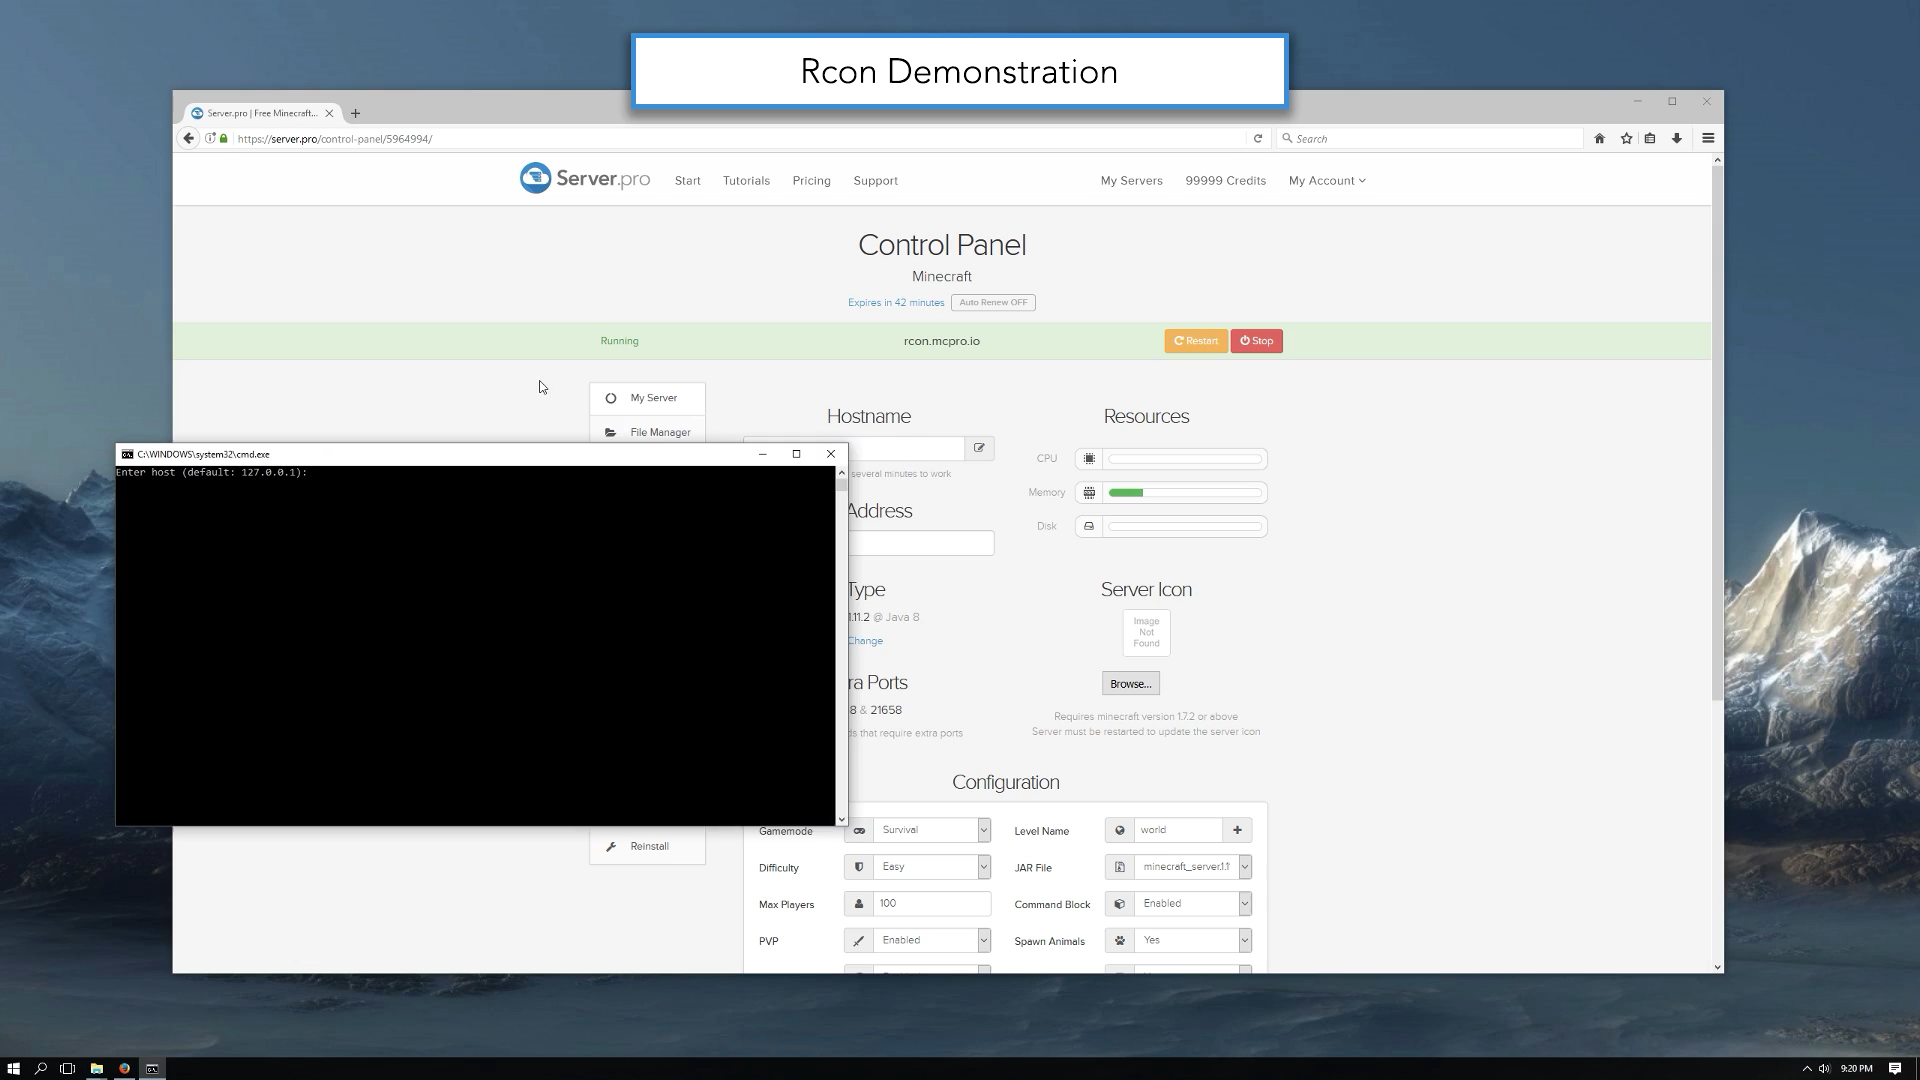 Rcon Demonstration
Server.pro | Free Minecraft...
https://server.pro/control-panel/5964994/
Search
Server.pro
Start
Tutorials
Pricing
Support
My Servers
99999 Credits
My Account
Control Panel
Minecraft
Expires in 42 minutes
Auto Renew OFF
Running
rcon.mcpro.io
Restart
Stop
My Server
File Manager
Hostname
Resources
C:\WINDOWS\system32\cmd.exe
Enter host (default: 127.0.0.1):
several minutes to work
CPU
Memory
Disk
Address
Type
1.11.2 @ Java 8
Change
Server Icon
Image
Not
Found
Browse...
ra Ports
8 & 21658
ds that require extra ports
Requires minecraft version 1.7.2 or above
Server must be restarted to update the server icon
Configuration
Reinstall
Gamemode
Survival
Level Name
world
Difficulty
Easy
JAR File
minecraft_server.1.1
Max Players
100
Command Block
Enabled
PVP
Enabled
Spawn Animals
Yes
9:20 PM